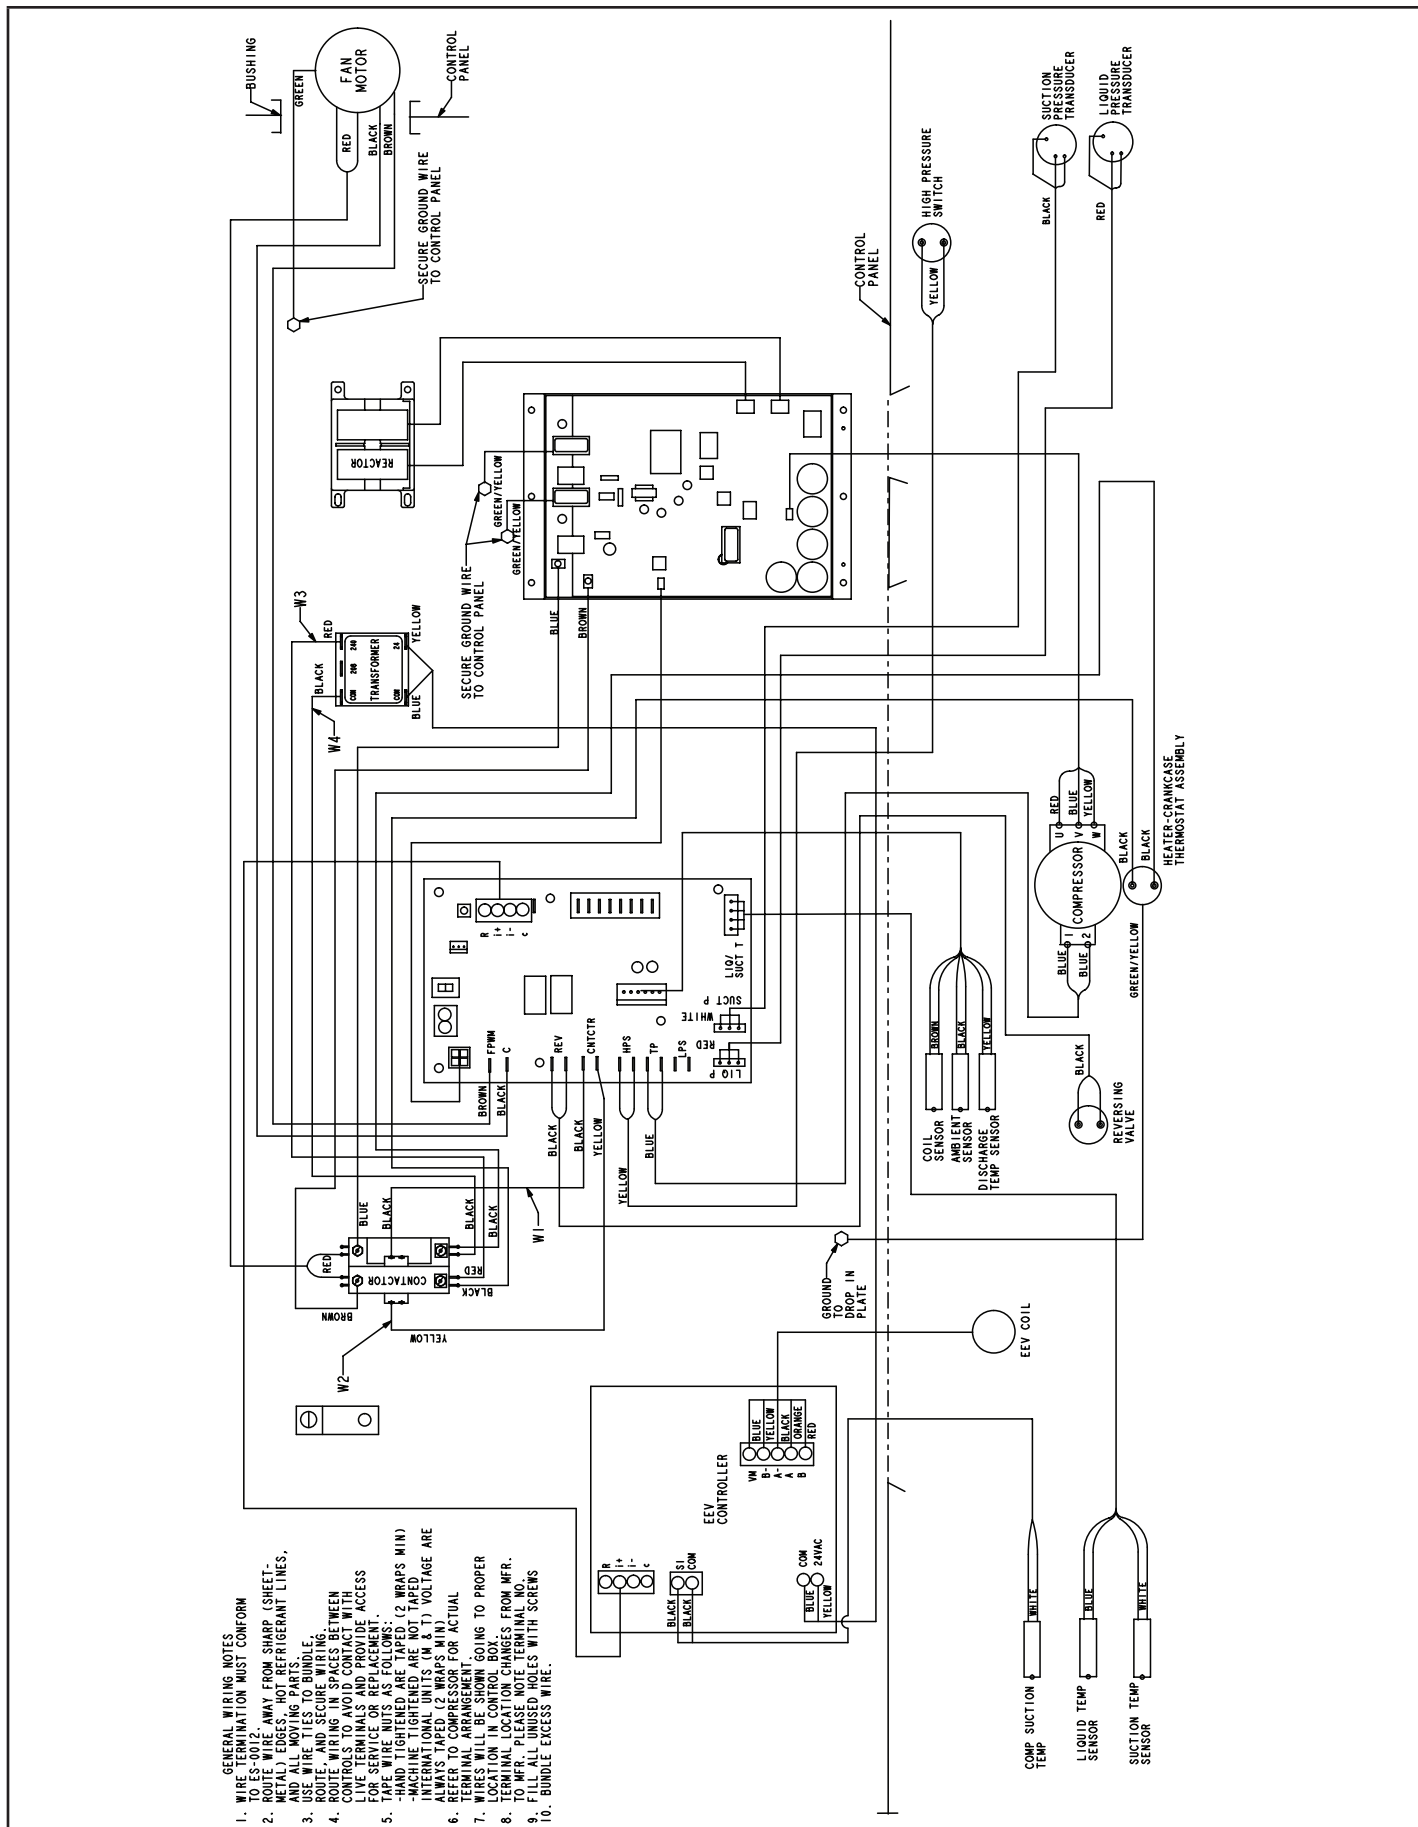 BUSHING
GREEN
FAN
MOTOR
CONTROL
PANEL
RED
BLACK
BROWN
SECURE GROUND WIRE
TO CONTROL PANEL
SUCTION
PRESSURE
TRANSDUCER
LIQUID
PRESSURE
TRANSDUCER
HIGH PRESSURE
SWITCH
CONTROL
PANEL
YELLOW
BLACK
RED
REACTOR
GREEN/YELLOW
GREEN/YELLOW
SECURE GROUND WIRE
TO CONTROL PANEL
W3
RED
BLACK
W4
240
208
COM
TRANSFORMER
24
COM
YELLOW
BLUE
BLUE
BROWN
RED
BLUE
YELLOW
U
V
W
COMPRESSOR
1
2
BLUE
BLUE
BLACK
BLACK
HEATER-CRANKCASE
THERMOSTAT ASSEMBLY
GREEN/YELLOW
R
i+
i-
c
LIQ/
SUCT T
SUCT P
WHITE
RED
LIQ P
FPWM
C
REV
CNTCTR
HPS
TP
LPS
BROWN
BLACK
BLACK
BLACK
YELLOW
YELLOW
BLUE
BROWN
BLACK
YELLOW
COIL
SENSOR
AMBIENT
SENSOR
DISCHARGE
TEMP SENSOR
BLACK
REVERSING
VALVE
BLUE
BLACK
BLACK
BLACK
W1
RED
CONTACTOR
RED
BLACK
BROWN
YELLOW
W2
GROUND
TO
DROP IN
PLATE
EEV COIL
EEV
CONTROLLER
BLUE
YELLOW
BLACK
ORANGE
RED
VM
B-
A-
A
B
R
i+
i-
c
S1
COM
BLACK
BLACK
COM
24VAC
BLUE
YELLOW
WHITE
BLUE
WHITE
COMP SUCTION
TEMP
LIQUID TEMP
SENSOR
SUCTION TEMP
SENSOR
GENERAL WIRING NOTES
1. WIRE TERMINATION MUST CONFORM
TO ES-0012.
2. ROUTE WIRE AWAY FROM SHARP (SHEET-
METAL) EDGES, HOT REFRIGERANT LINES,
AND ALL MOVING PARTS.
3. USE WIRE TIES TO BUNDLE,
ROUTE, AND SECURE WIRING.
4. ROUTE WIRING IN SPACES BETWEEN
CONTROLS TO AVOID CONTACT WITH
LIVE TERMINALS AND PROVIDE ACCESS
FOR SERVICE OR REPLACEMENT.
5. TAPE WIRE NUTS AS FOLLOWS:
-HAND TIGHTENED ARE TAPED (2 WRAPS MIN)
-MACHINE TIGHTENED ARE NOT TAPED
INTERNATIONAL UNITS (M & T) VOLTAGE ARE
ALWAYS TAPED (2 WRAPS MIN)
6. REFER TO COMPRESSOR FOR ACTUAL
TERMINAL ARRANGEMENT.
7. WIRES WILL BE SHOWN GOING TO PROPER
LOCATION IN CONTROL BOX.
8. TERMINAL LOCATION CHANGES FROM MFR.
TO MFR. PLEASE NOTE TERMINAL NO.
9. FILL ALL UNUSED HOLES WITH SCREWS
10. BUNDLE EXCESS WIRE.